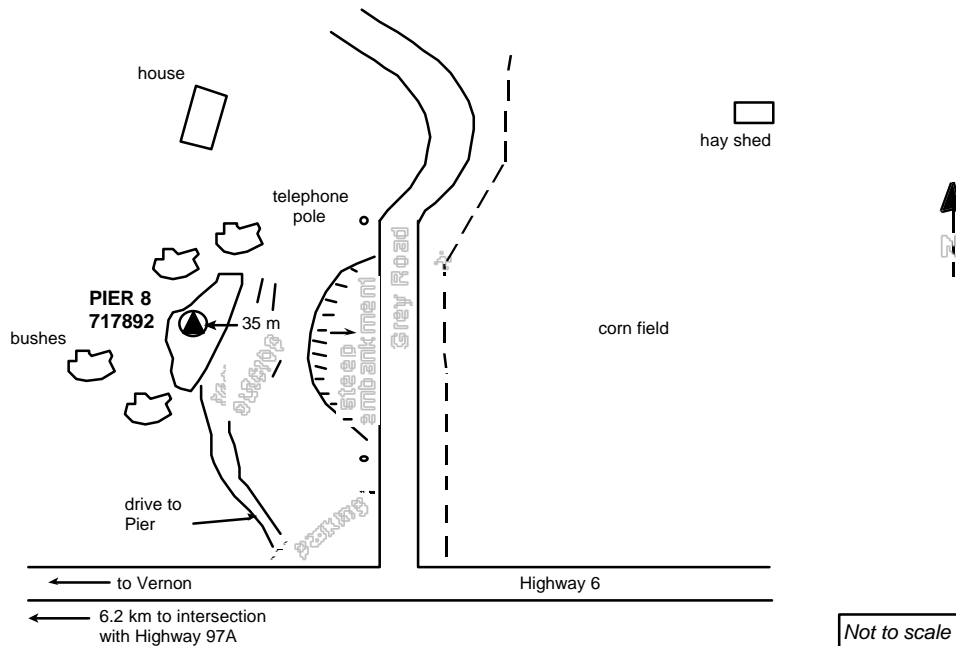 house
hay shed
telephone
pole
Grey Road
PIER 8
717892
35 m
bushes
corn field
steep
embankment
drive to
Pier
parking
to Vernon
Highway 6
6.2 km to intersection
with Highway 97A
Not to scale